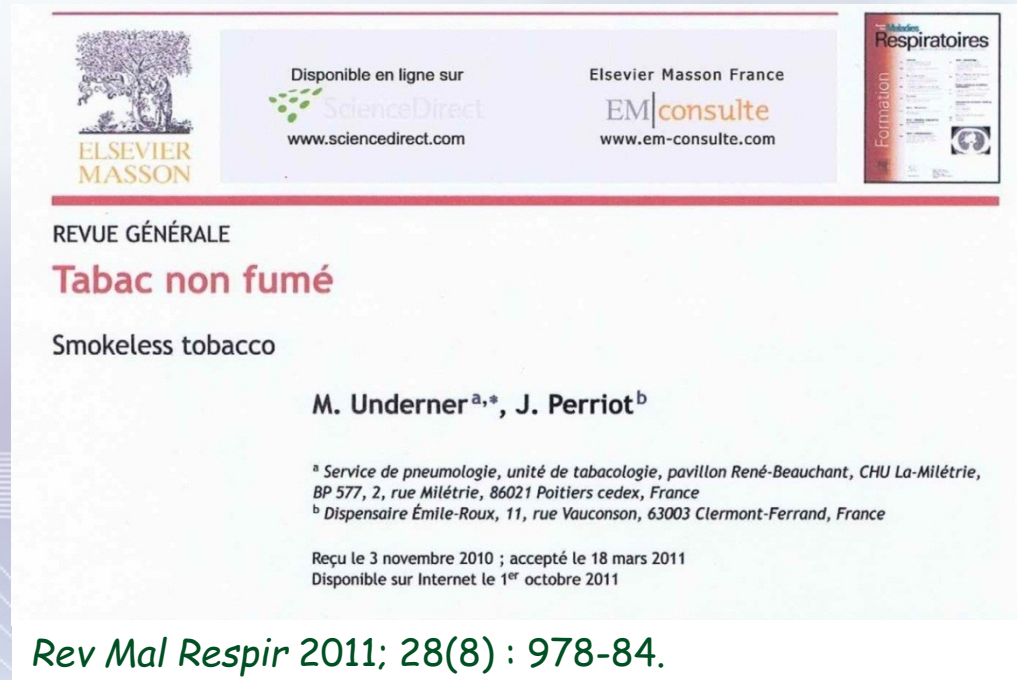 ELSEVIER
MASSON
Disponible en ligne sur
ScienceDirect
www.sciencedirect.com
Elsevier Masson France
EM|consulte
www.em-consulte.com
Maladies
Respiratoires
Formation
REVUE GÉNÉRALE
Tabac non fumé
Smokeless tobacco
M. Underner a,*, J. Perriot b
a Service de pneumologie, unité de tabacologie, pavillon René-Beauchant, CHU La-Milétrie,
BP 577, 2, rue Milétrie, 86021 Poitiers cedex, France
b Dispensaire Émile-Roux, 11, rue Vauconson, 63003 Clermont-Ferrand, France
Reçu le 3 novembre 2010 ; accepté le 18 mars 2011
Disponible sur Internet le 1er octobre 2011
Rev Mal Respir 2011; 28(8) : 978-84.